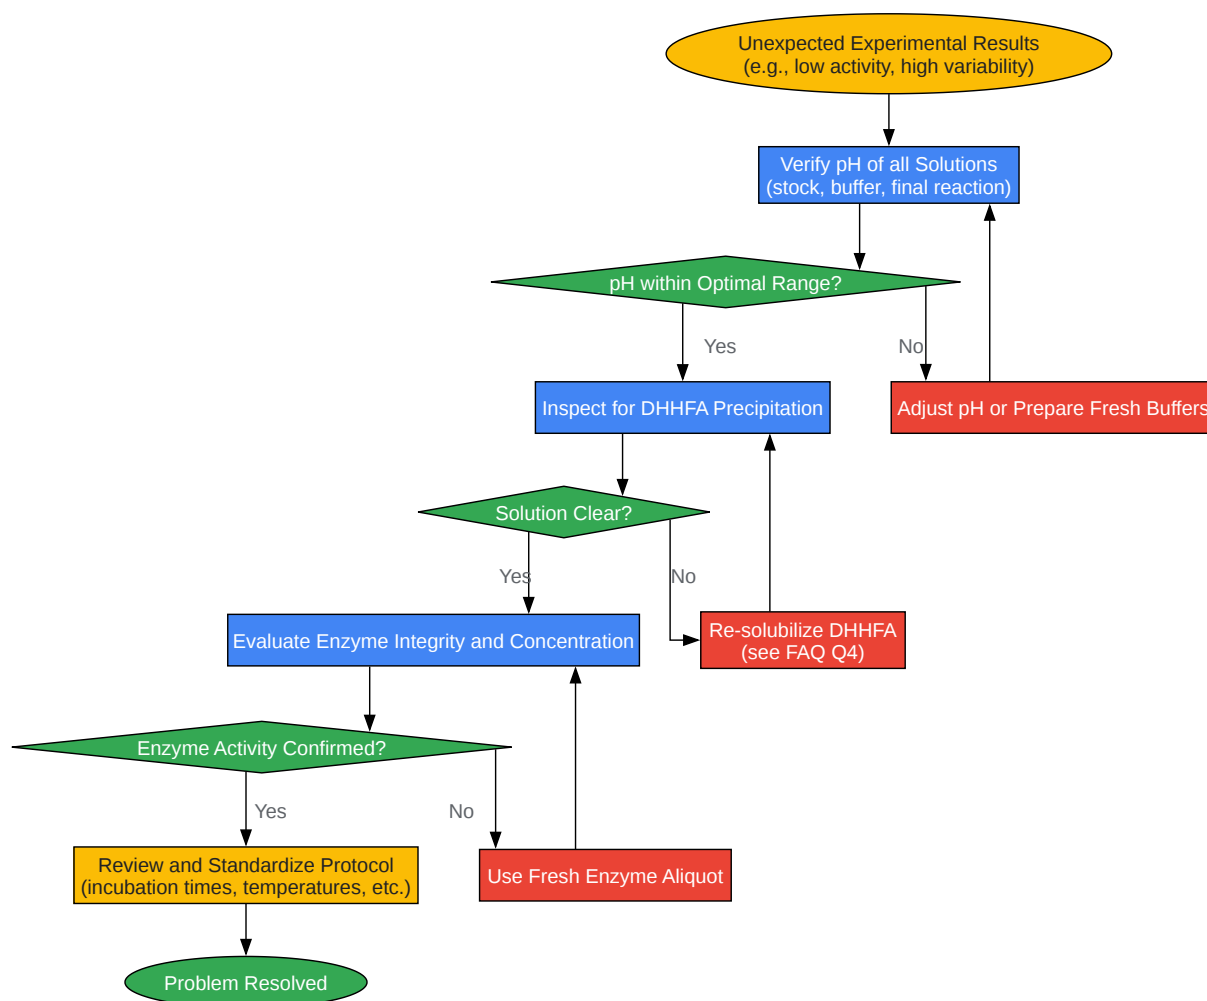 Unexpected Experimental Results
(e.g., low activity, high variability)
Verify pH of all Solutions
(stock, buffer, final reaction)
pH within Optimal Range?
Yes
No
Inspect for DHHFA Precipitation
Adjust pH or Prepare Fresh Buffers
Solution Clear?
Yes
No
Re-solubilize DHHFA
(see FAQ Q4)
Evaluate Enzyme Integrity and Concentration
Enzyme Activity Confirmed?
Yes
No
Review and Standardize Protocol
(incubation times, temperatures, etc.)
Use Fresh Enzyme Aliquot
Problem Resolved